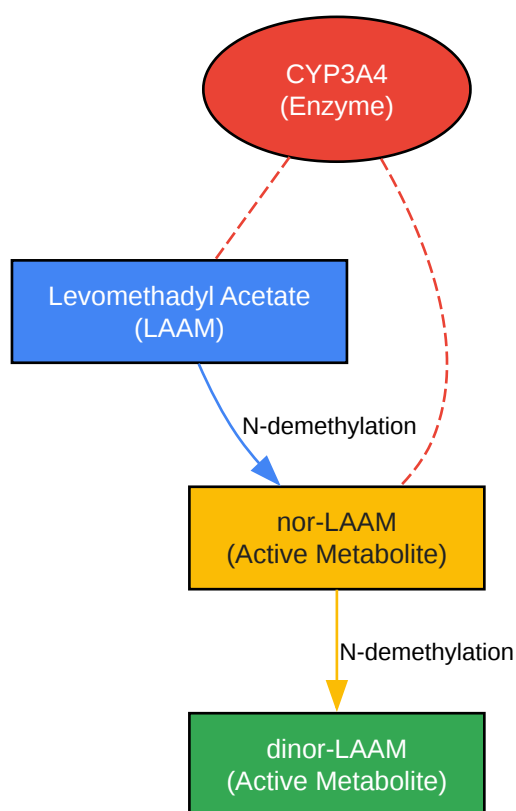 CYP3A4
(Enzyme)
Levomethadyl Acetate
(LAAM)
N-demethylation
nor-LAAM
(Active Metabolite)
N-demethylation
dinor-LAAM
(Active Metabolite)